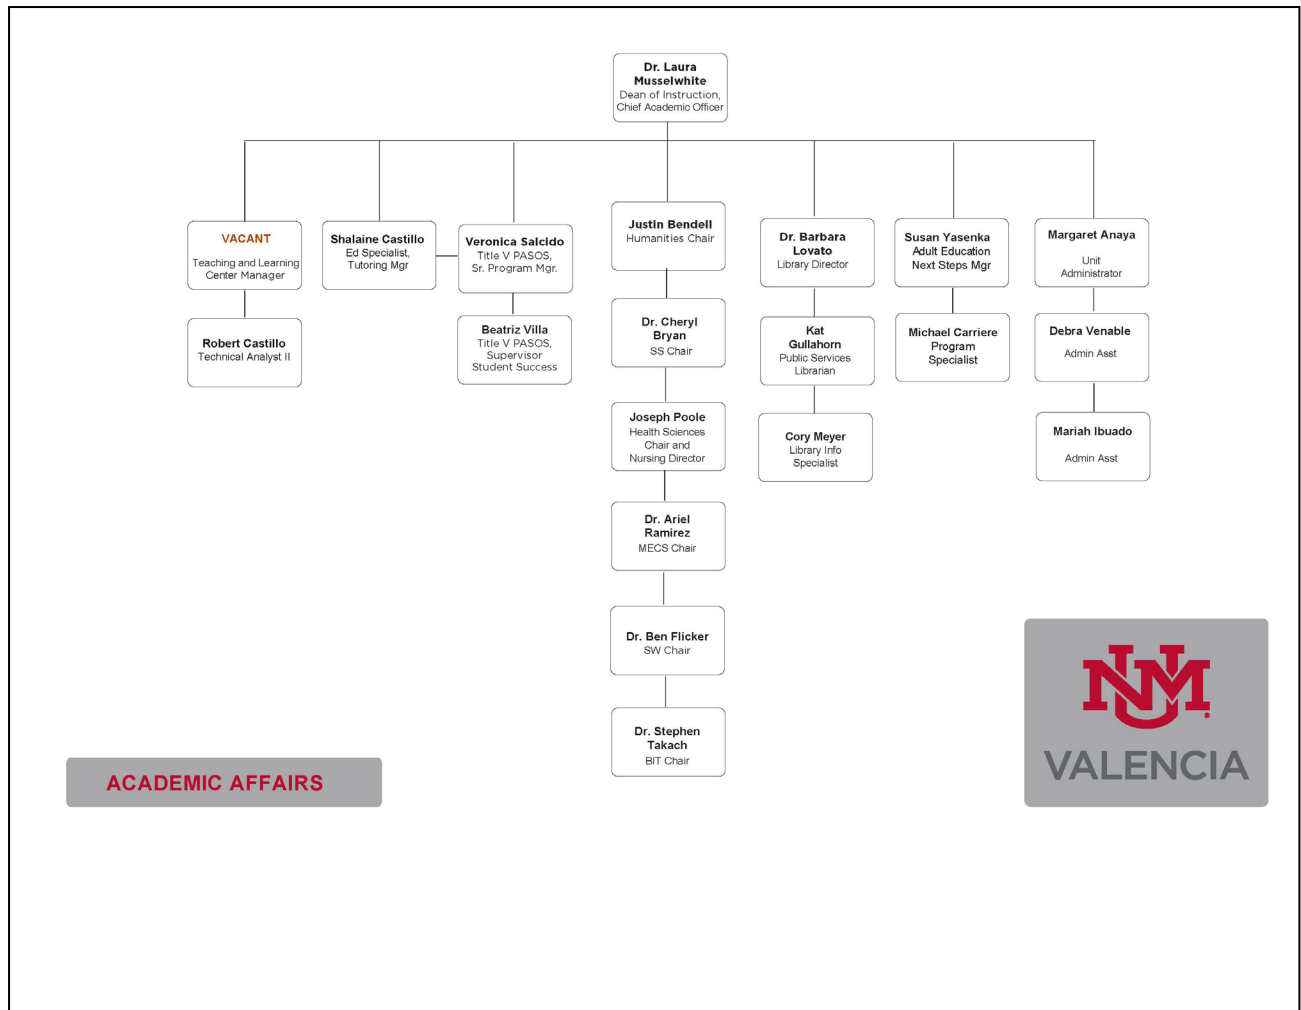 Dr. Laura
Musselwhite
Dean of Instruction,
Chief Academic Officer
VACANT
Teaching and Learning
Center Manager
Robert Castillo
Technical Analyst II
Shalaine Castillo
Ed Specialist,
Tutoring Mgr
Veronica Salcido
Title V PASOS,
Sr. Program Mgr.
Beatriz Villa
Title V PASOS,
Supervisor
Student Success
Justin Bendell
Humanities Chair
Dr. Cheryl
Bryan
SS Chair
Joseph Poole
Health Sciences
Chair and
Nursing Director
Dr. Ariel
Ramirez
MECS Chair
Dr. Ben Flicker
SW Chair
Dr. Stephen
Takach
BIT Chair
Dr. Barbara
Lovato
Library Director
Kat
Gullahorn
Public Services
Librarian
Cory Meyer
Library Info
Specialist
Susan Yasenka
Adult Education
Next Steps Mgr
Michael Carriere
Program
Specialist
Margaret Anaya
Unit
Administrator
Debra Venable
Admin Asst
Mariah Ibuado
Admin Asst
ACADEMIC AFFAIRS
UNM®
VALENCIA